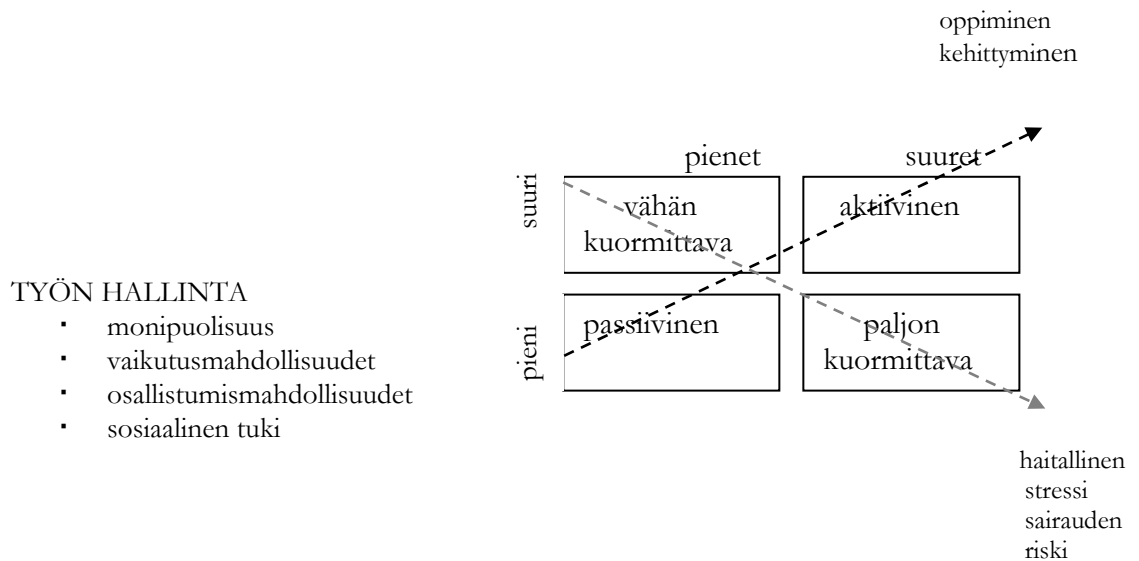 oppiminen
kehittyminen
pienet suuret
suuri
vähän aktiivinen
kuormittava
TYÖN HALLINTA
▪ monipuolisuus
▪ vaikutusmahdollisuudet
▪ osallistumismahdollisuudet
▪ sosiaalinen tuki
pieni
passiivinen paljon
kuormittava
haitallinen
stressi
sairauden
riski